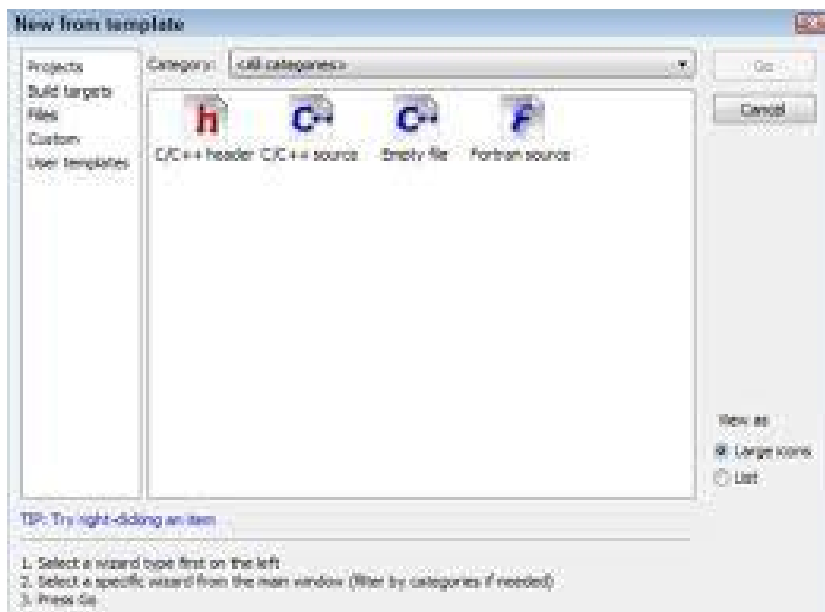 New from template
Projects
Build targets
Files
Custom
User templates
Category: <All categories>
Go
Cancel
h C++ C++ F
C/C++ header C/C++ source Empty file Fortran source
View as
Large icons
List
TIP: Try right-clicking an item
1. Select a wizard type first on the left
2. Select a specific wizard from the main window (filter by categories if needed)
3. Press Go